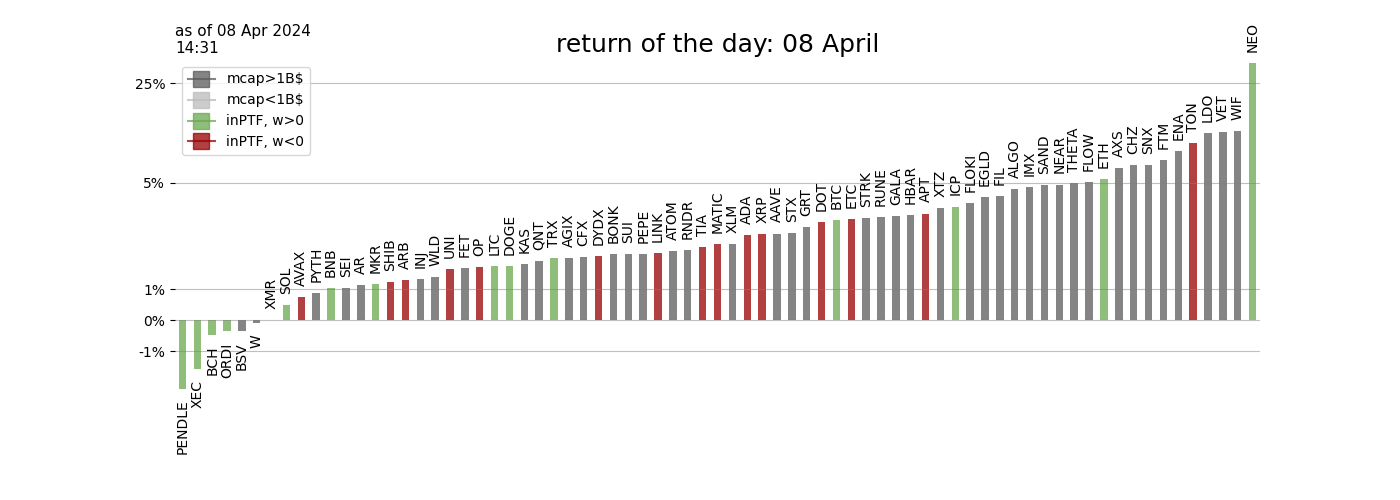 as of 08 Apr 2024
14:31
return of the day: 08 April
mcap>1B$
mcap<1B$
inPTF, w>0
inPTF, w<0
25%
5%
1%
0%
-1%
PENDLE
XEC
BCH
ORDI
BSV
W
XMR
SOL
AVAX
PYTH
BNB
SEI
AR
MKR
SHIB
ARB
INJ
WLD
UNI
FET
OP
LTC
DOGE
KAS
QNT
TRX
AGIX
CFX
DYDX
BONK
SUI
PEPE
LINK
ATOM
RNDR
TIA
MATIC
XLM
ADA
XRP
AAVE
STX
GRT
DOT
BTC
ETC
STRK
RUNE
GALA
HBAR
APT
XTZ
ICP
FLOKI
EGLD
FIL
ALGO
IMX
SAND
NEAR
THETA
FLOW
ETH
AXS
CHZ
SNX
FTM
ENA
TON
LDO
VET
WIF
NEO